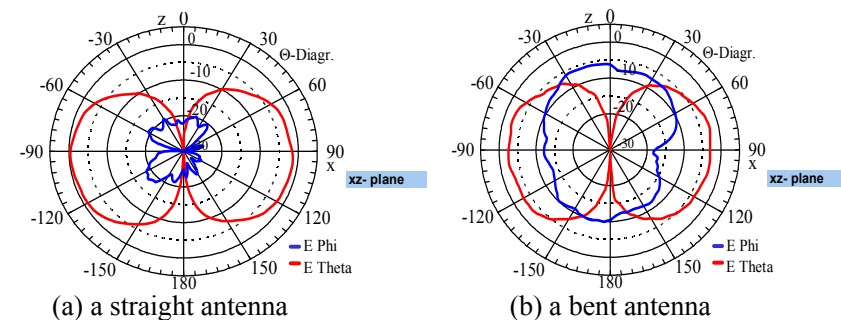 z 0
-30 0 30
Θ-Diagr.
-60 -10 60
-20
-90 -30 90
x
xz- plane
-120 120
E Phi
-150 150 E Theta
180
(a) a straight antenna
z 0
-30 0 30
Θ-Diagr.
-60 -10 60
-20
-90 -30 90
x
xz- plane
-120 120
E Phi
-150 150 E Theta
180
(b) a bent antenna